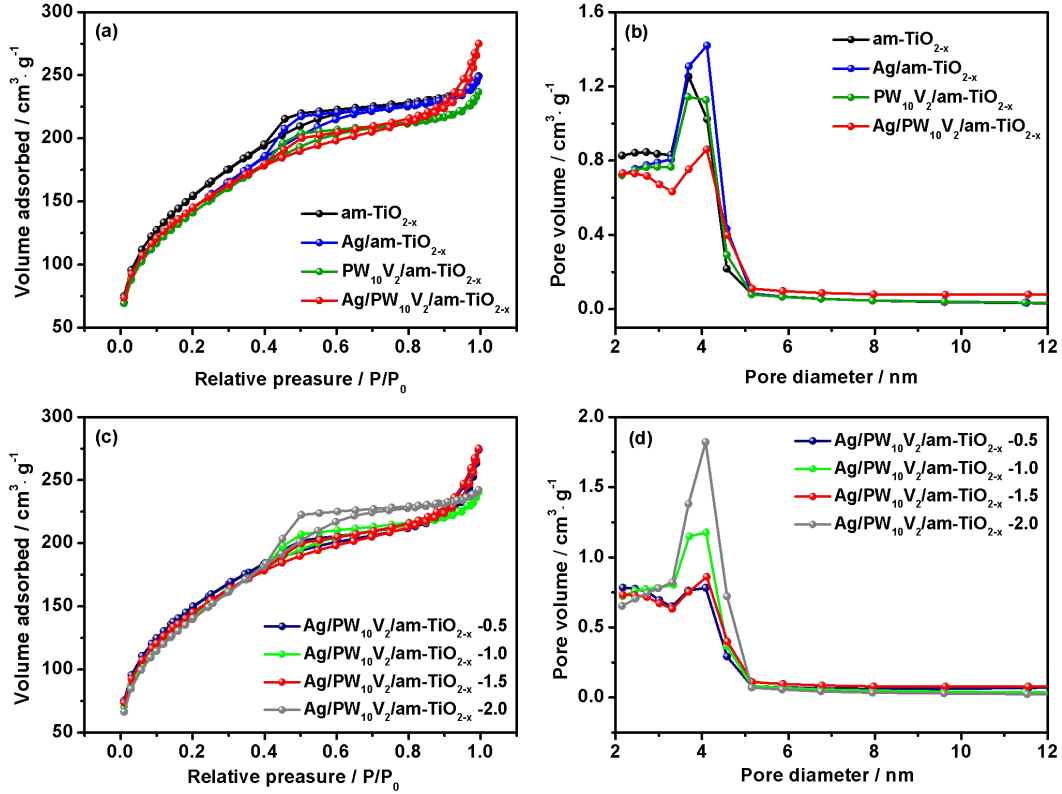 (a)
300
250
200
150
100
50
Volume adsorbed / cm³· g⁻¹
am-TiO₂₋ₓ
Ag/am-TiO₂₋ₓ
PW₁₀V₂/am-TiO₂₋ₓ
Ag/PW₁₀V₂/am-TiO₂₋ₓ
0.0 0.2 0.4 0.6 0.8 1.0
Relative preasure / P/P₀
(b)
1.6
1.2
0.8
0.4
0.0
Pore volume / cm³· g⁻¹
am-TiO₂₋ₓ
Ag/am-TiO₂₋ₓ
PW₁₀V₂/am-TiO₂₋ₓ
Ag/PW₁₀V₂/am-TiO₂₋ₓ
2 4 6 8 10 12
Pore diameter / nm
(c)
300
250
200
150
100
50
Volume adsorbed / cm³· g⁻¹
Ag/PW₁₀V₂/am-TiO₂₋ₓ -0.5
Ag/PW₁₀V₂/am-TiO₂₋ₓ -1.0
Ag/PW₁₀V₂/am-TiO₂₋ₓ -1.5
Ag/PW₁₀V₂/am-TiO₂₋ₓ -2.0
0.0 0.2 0.4 0.6 0.8 1.0
Relative preasure / P/P₀
(d)
2.0
1.5
1.0
0.5
0.0
Pore volume / cm³· g⁻¹
Ag/PW₁₀V₂/am-TiO₂₋ₓ -0.5
Ag/PW₁₀V₂/am-TiO₂₋ₓ -1.0
Ag/PW₁₀V₂/am-TiO₂₋ₓ -1.5
Ag/PW₁₀V₂/am-TiO₂₋ₓ -2.0
2 4 6 8 10 12
Pore diameter / nm